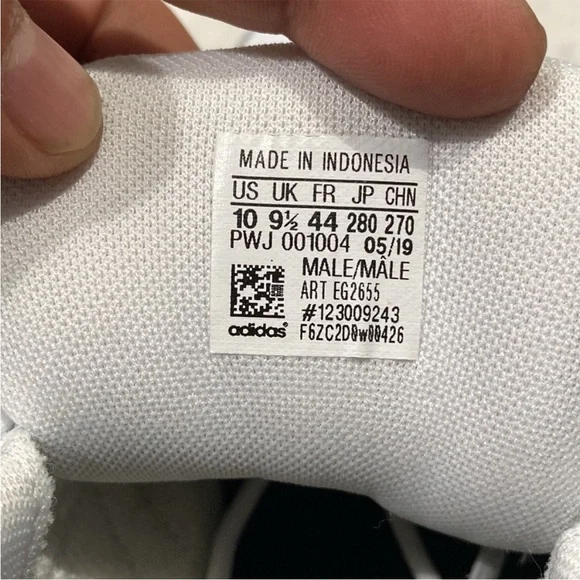 MADE IN INDONESIA
US UK FR JP CHN
10 9½ 44 280 270
PWJ 001004 05/19
MALE/MÂLE
ART EG2655
#123009243
adidas® F6ZC2D0w00426